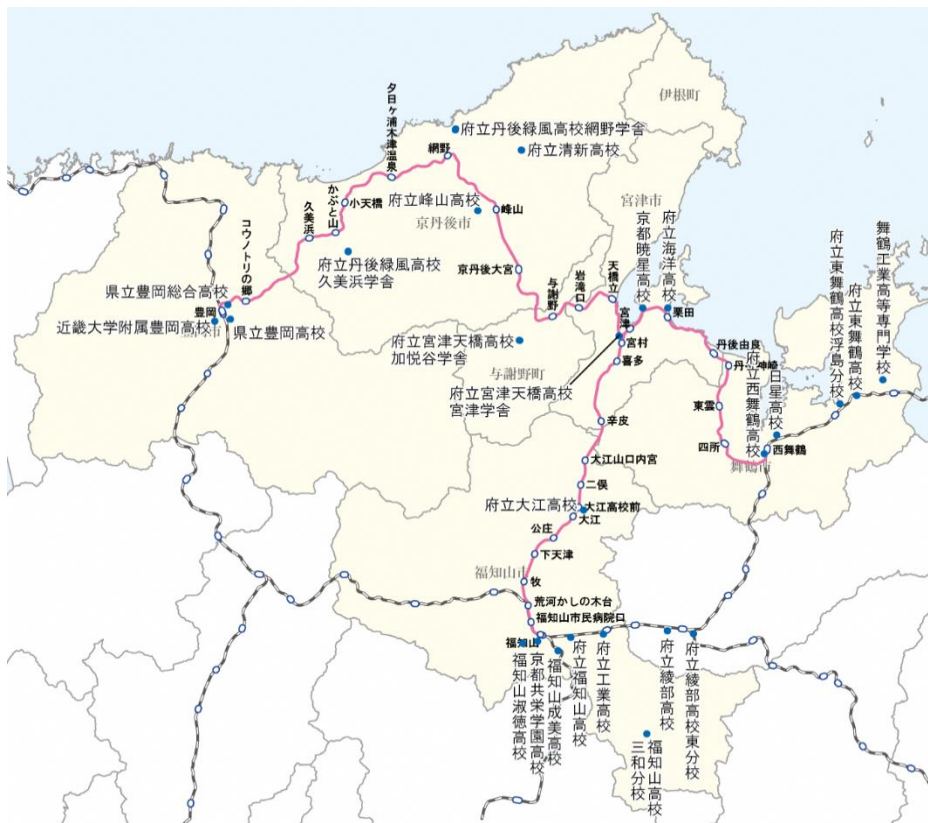 伊根町
府立丹後緑風高校網野学舎
府立清新高校
夕日ヶ浦木津温泉
網野
かぶと山
小天橋
久美浜
府立峰山高校
京丹後市
峰山
宮津市
京都暁星高校
府立海洋高校
コウノトリの郷
府立丹後緑風高校
久美浜学舎
京丹後大宮
天橋立
岩滝口
与謝野
舞鶴工業高等専門学校
府立東舞鶴高校
府立東舞鶴高校浮島分校
県立豊岡総合高校
豊岡
近畿大学附属豊岡高校
県立豊岡高校
宮津
宮村
喜多
栗田
丹後由良
府立宮津天橋高校
加悦谷学舎
与謝野町
府立宮津天橋高校
宮津学舎
府立西舞鶴高校
日星高校
東雲
四所
西舞鶴
舞鶴市
辛皮
大江山口内宮
二俣
府立大江高校
大江高校前
大江
公庄
下天津
福知山市
牧
荒河かしの木台
福知山市民病院口
福知山
福知山淑徳高校
京都共栄学園高校
福知山成美高校
府立福知山高校
府立工業高校
府立綾部高校
府立綾部高校東分校
福知山高校
三和分校